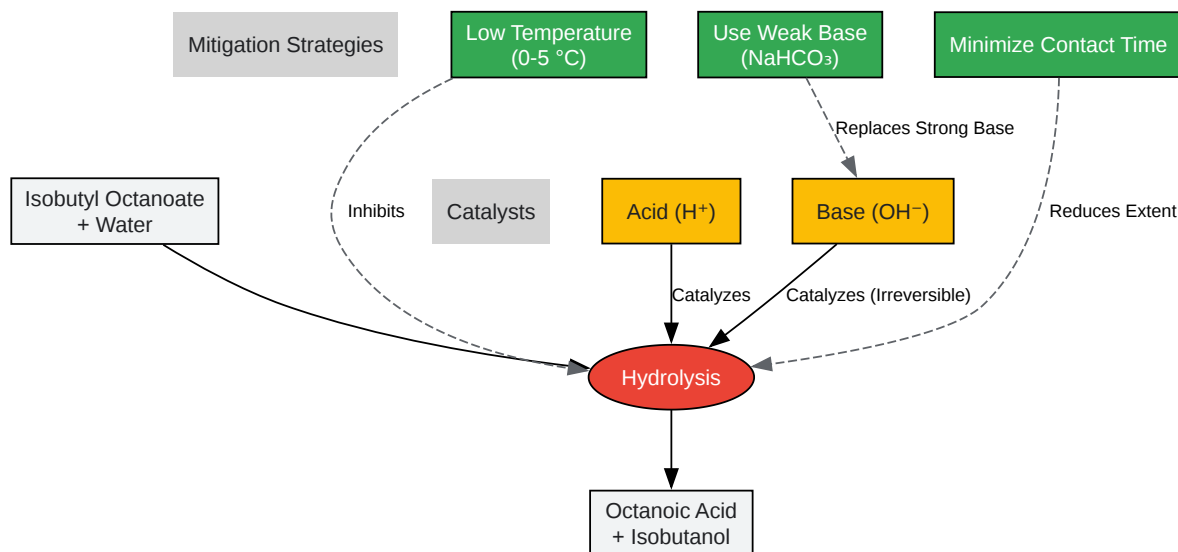 Mitigation Strategies
Low Temperature
(0-5 °C)
Use Weak Base
(NaHCO₃)
Minimize Contact Time
Replaces Strong Base
Isobutyl Octanoate
+ Water
Inhibits
Catalysts
Acid (H⁺)
Base (OH⁻)
Reduces Extent
Catalyzes
Catalyzes (Irreversible)
Hydrolysis
Octanoic Acid
+ Isobutanol